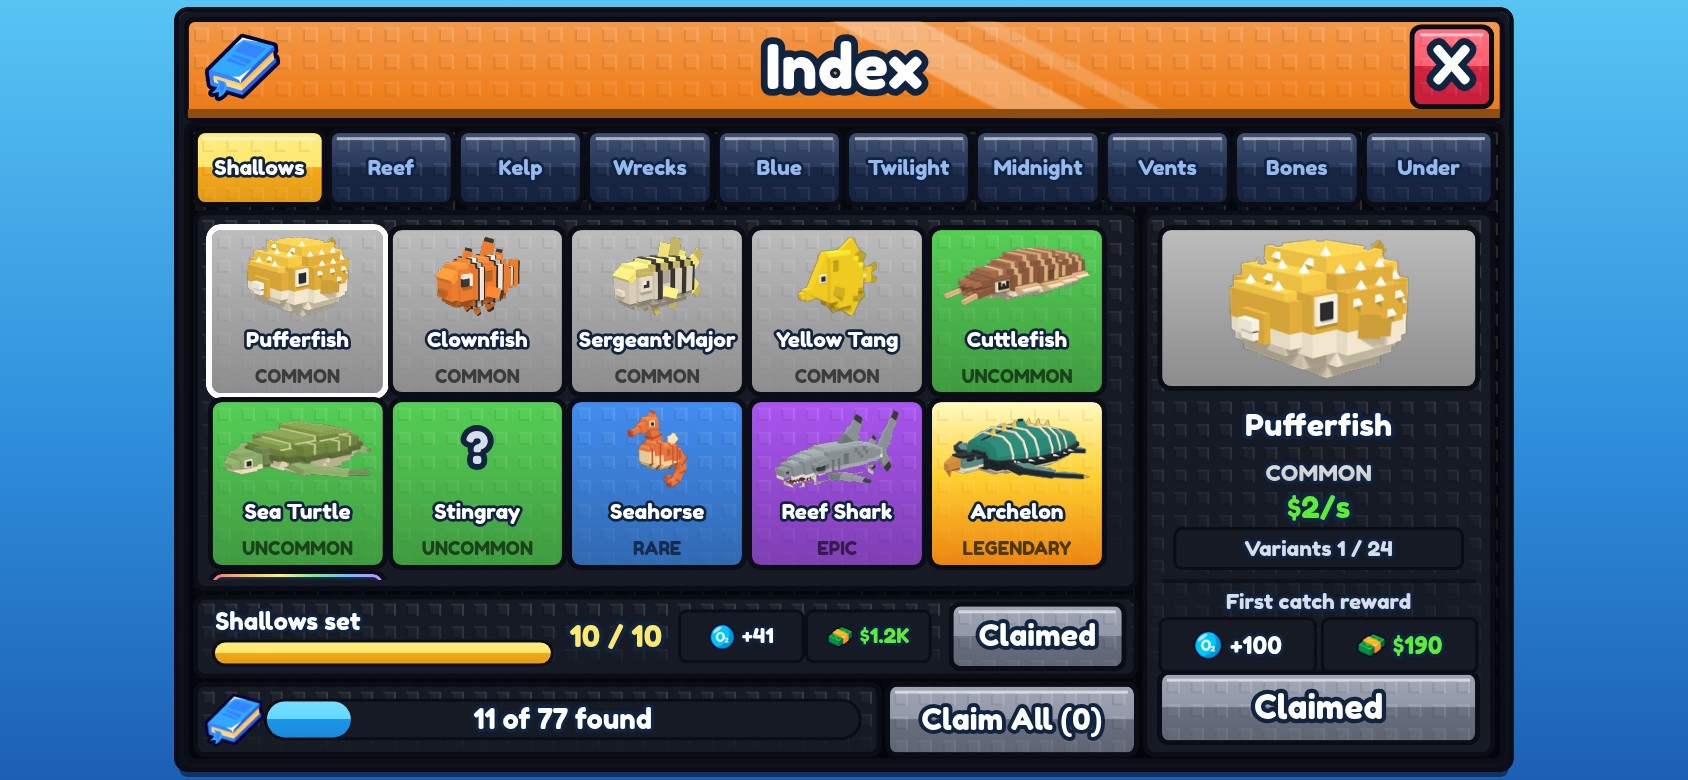 Index
X
Shallows
Reef
Kelp
Wrecks
Blue
Twilight
Midnight
Vents
Bones
Under
Pufferfish
COMMON
Clownfish
COMMON
Sergeant Major
COMMON
Yellow Tang
COMMON
Cuttlefish
UNCOMMON
Sea Turtle
UNCOMMON
?
Stingray
UNCOMMON
Seahorse
RARE
Reef Shark
EPIC
Archelon
LEGENDARY
Shallows set
10 / 10
O₂ +41
$1.2K
Claimed
11 of 77 found
Claim All (0)
Pufferfish
COMMON
$2/s
Variants 1 / 24
First catch reward
O₂ +100
$190
Claimed